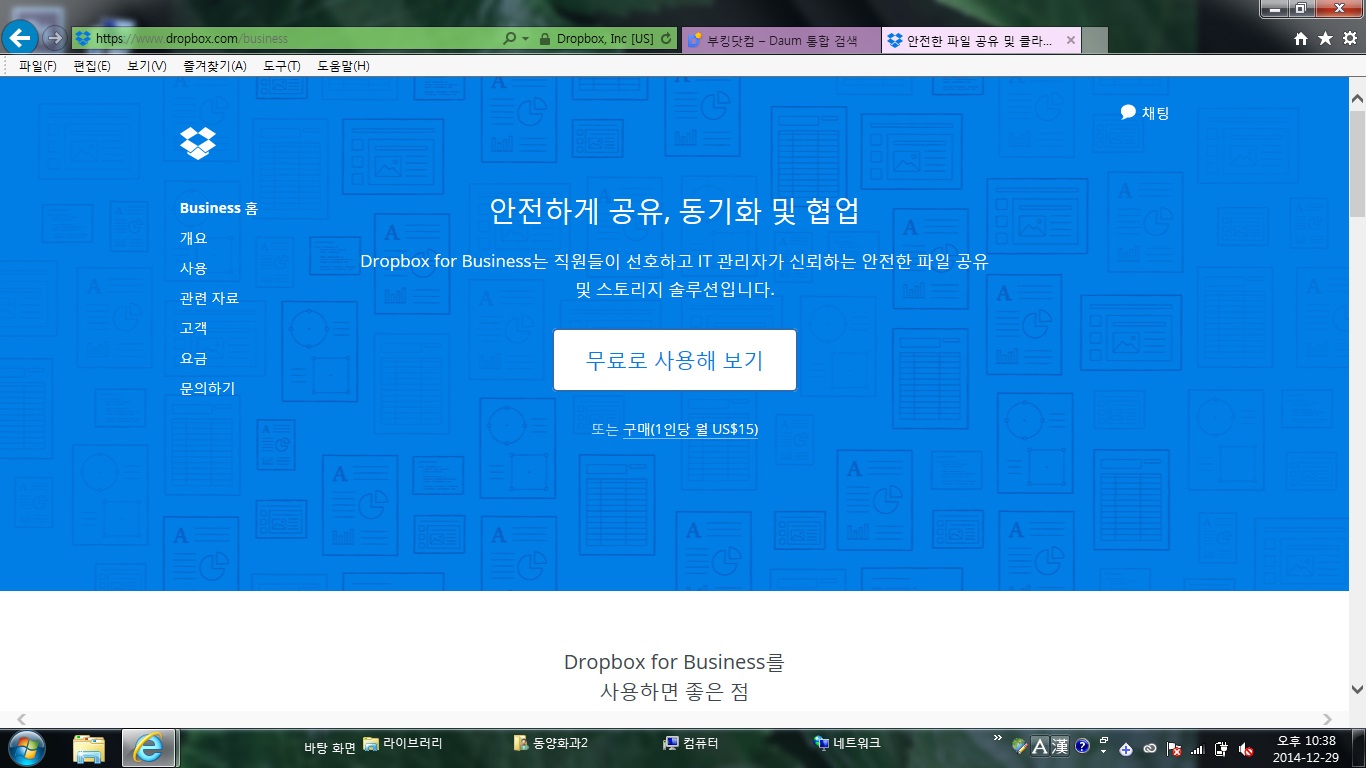 https://www.dropbox.com/business
Dropbox, Inc [US]
부킹닷컴 – Daum 통합 검색
안전한 파일 공유 및 클라...
파일(F) 편집(E) 보기(V) 즐겨찾기(A) 도구(T) 도움말(H)
채팅
Business 홈
개요
사용
관련 자료
고객
요금
문의하기
안전하게 공유, 동기화 및 협업
Dropbox for Business는 직원들이 선호하고 IT 관리자가 신뢰하는 안전한 파일 공유
및 스토리지 솔루션입니다.
무료로 사용해 보기
또는 구매(1인당 월 US$15)
Dropbox for Business를
사용하면 좋은 점
바탕 화면 라이브러리 동양화과2 컴퓨터 네트워크
A 漢
오후 10:38
2014-12-29